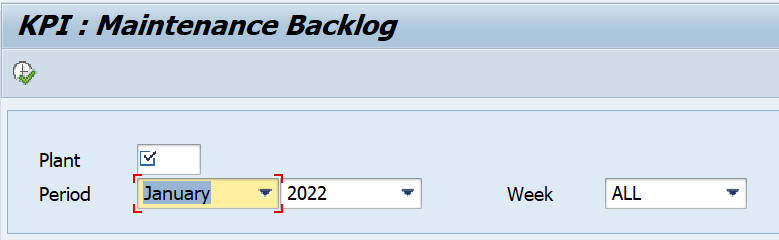 KPI : Maintenance Backlog
Plant
Period January 2022 Week ALL